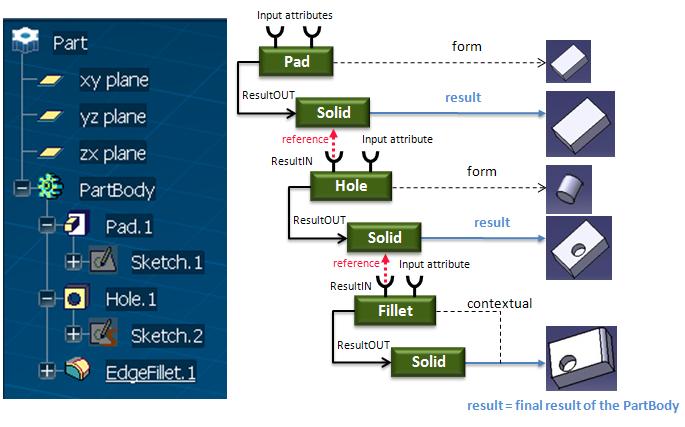 Part
xy plane
yz plane
zx plane
PartBody
Pad.1
Sketch.1
Hole.1
Sketch.2
EdgeFillet.1
Input attributes
Pad
form
ResultOUT
Solid
result
reference
ResultIN
Input attribute
Hole
form
ResultOUT
Solid
result
reference
Input attribute
ResultIN
Fillet
contextual
ResultOUT
Solid
result = final result of the PartBody